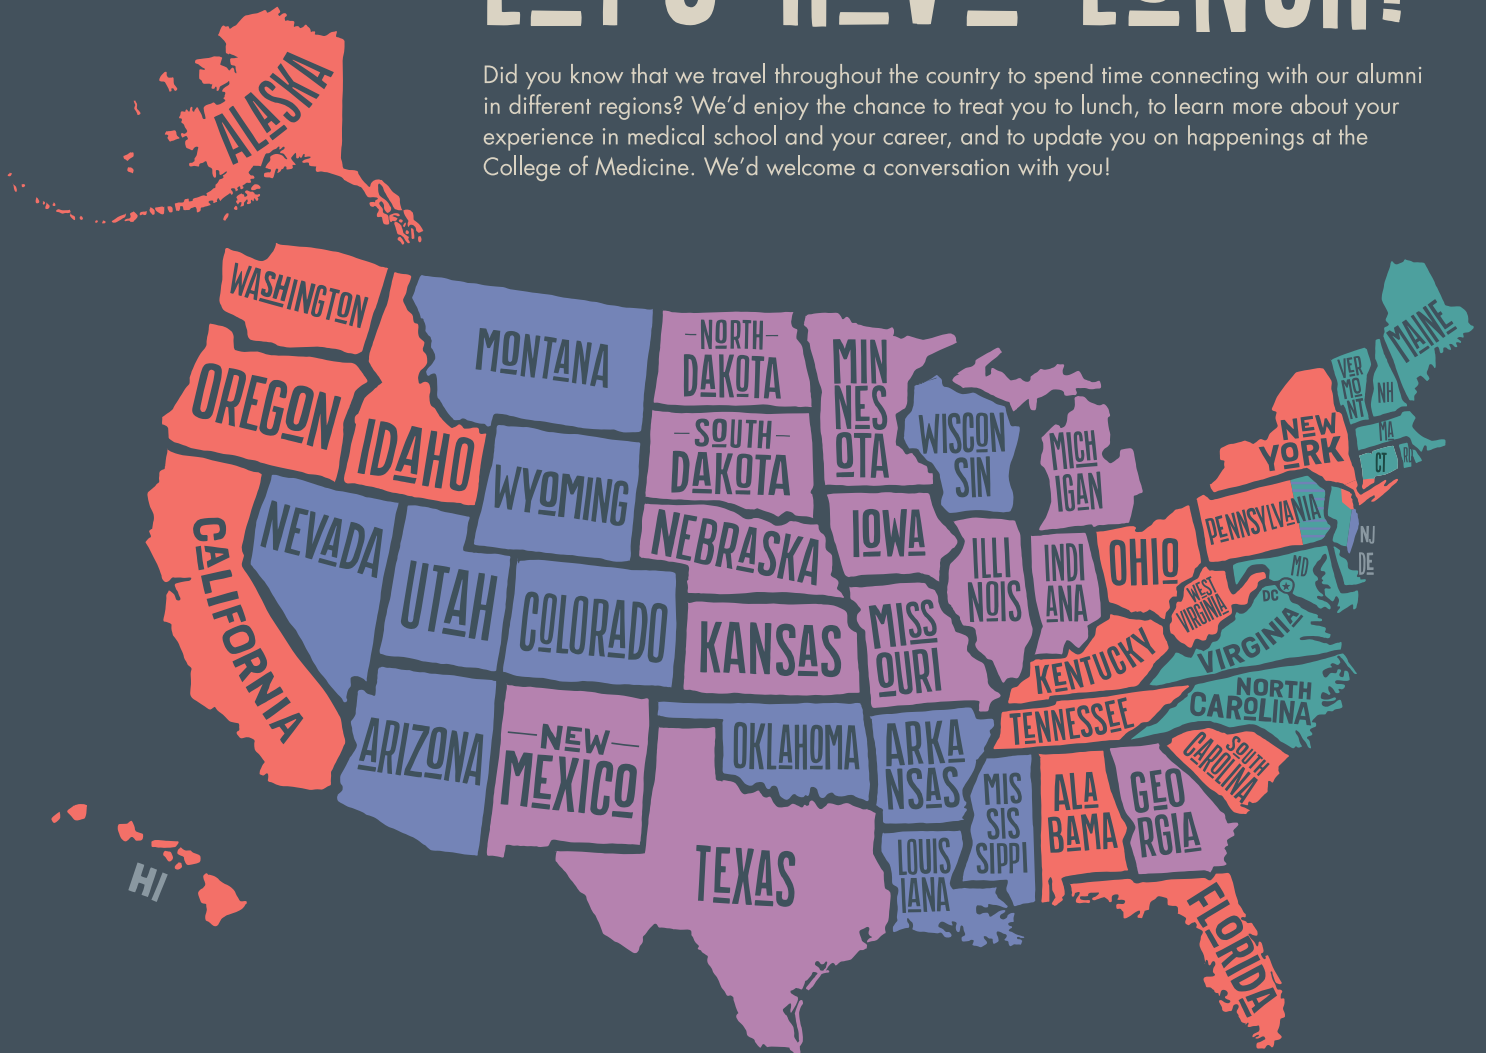 LET'S HAVE LUNCH!
Did you know that we travel throughout the country to spend time connecting with our alumni
in different regions? We'd enjoy the chance to treat you to lunch, to learn more about your
experience in medical school and your career, and to update you on happenings at the
College of Medicine. We'd welcome a conversation with you!
ALASKA
WASHINGTON
OREGON
IDAHO
MONTANA
WYOMING
NORTH
DAKOTA
SOUTH
DAKOTA
MIN
NES
OTA
WISCON
SIN
MICH
IGAN
CALIFORNIA
NEVADA
UTAH
COLORADO
NEBRASKA
IOWA
ILLI
NOIS
INDI
ANA
OHIO
PENNSYLVANIA
NEW
YORK
VER
MO
NT
NH
MAINE
MA
CT
RI
NJ
DE
MD
DC
WEST
VIRGINIA
VIRGINIA
KANSAS
MISS
OURI
KENTUCKY
TENNESSEE
NORTH
CAROLINA
SOUTH
CAROLINA
ARIZONA
NEW
MEXICO
OKLAHOMA
ARKA
NSAS
MIS
SIS
SIPPI
ALA
BAMA
GEO
RGIA
TEXAS
LOUIS
IANA
FLORIDA
HI